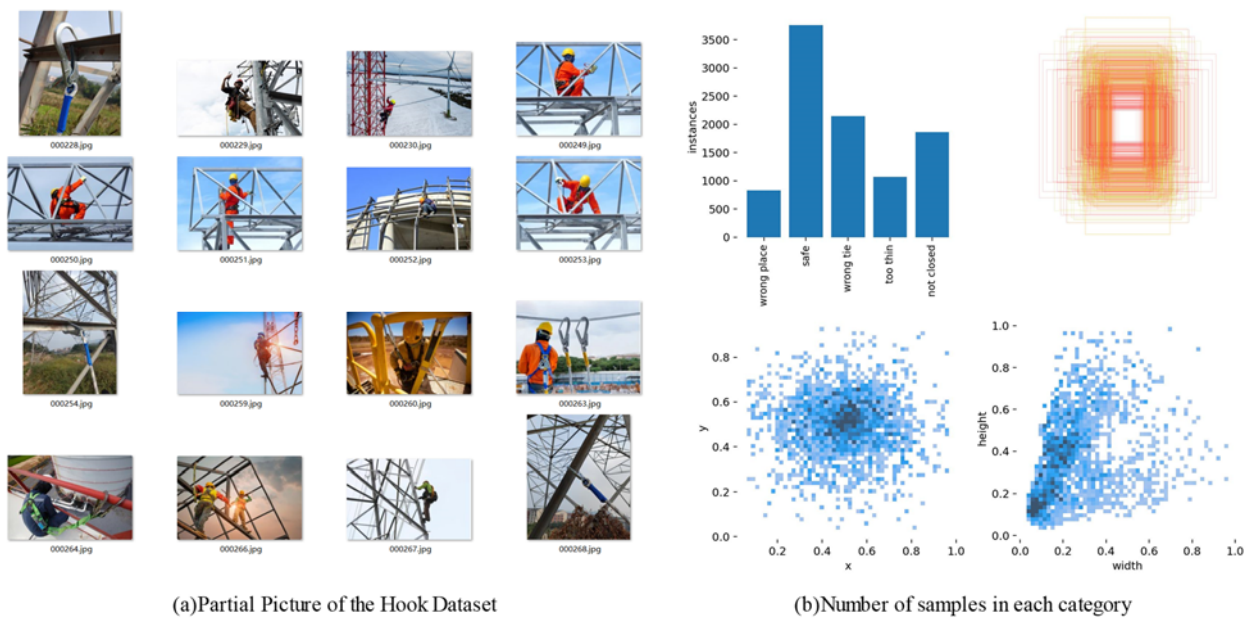 000228.jpg
000229.jpg
000230.jpg
000249.jpg
000250.jpg
000251.jpg
000252.jpg
000253.jpg
000254.jpg
000259.jpg
000260.jpg
000263.jpg
000264.jpg
000266.jpg
000267.jpg
000268.jpg
(a)Partial Picture of the Hook Dataset
instances
3500
3000
2500
2000
1500
1000
500
0
wrong place
safe
wrong tie
too thin
not closed
y
0.8
0.6
0.4
0.2
0.0
0.2 0.4 0.6 0.8 1.0
x
height
1.0
0.8
0.6
0.4
0.2
0.0
0.0 0.2 0.4 0.6 0.8 1.0
width
(b)Number of samples in each category